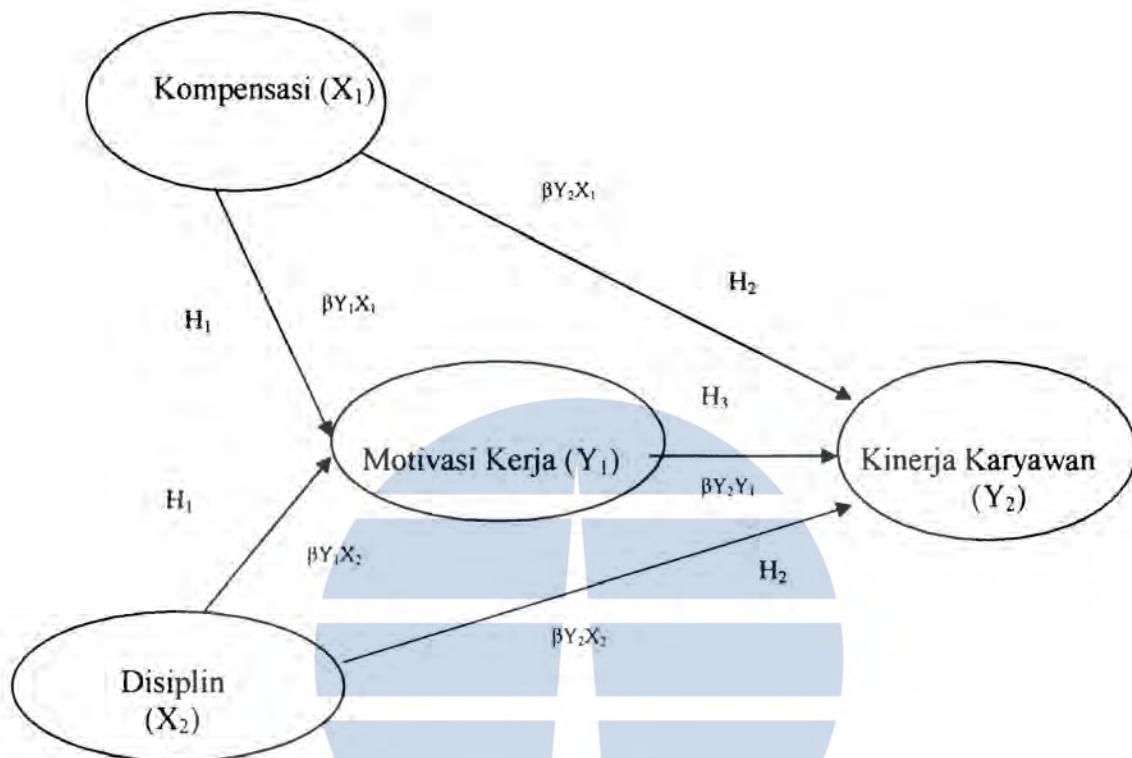 Kompensasi (X₁)
βY₂X₁
H₂
H₁
βY₁X₁
H₃
Motivasi Kerja (Y₁)
Kinerja Karyawan
(Y₂)
βY₂Y₁
H₁
βY₁X₂
H₂
βY₂X₂
Disiplin
(X₂)